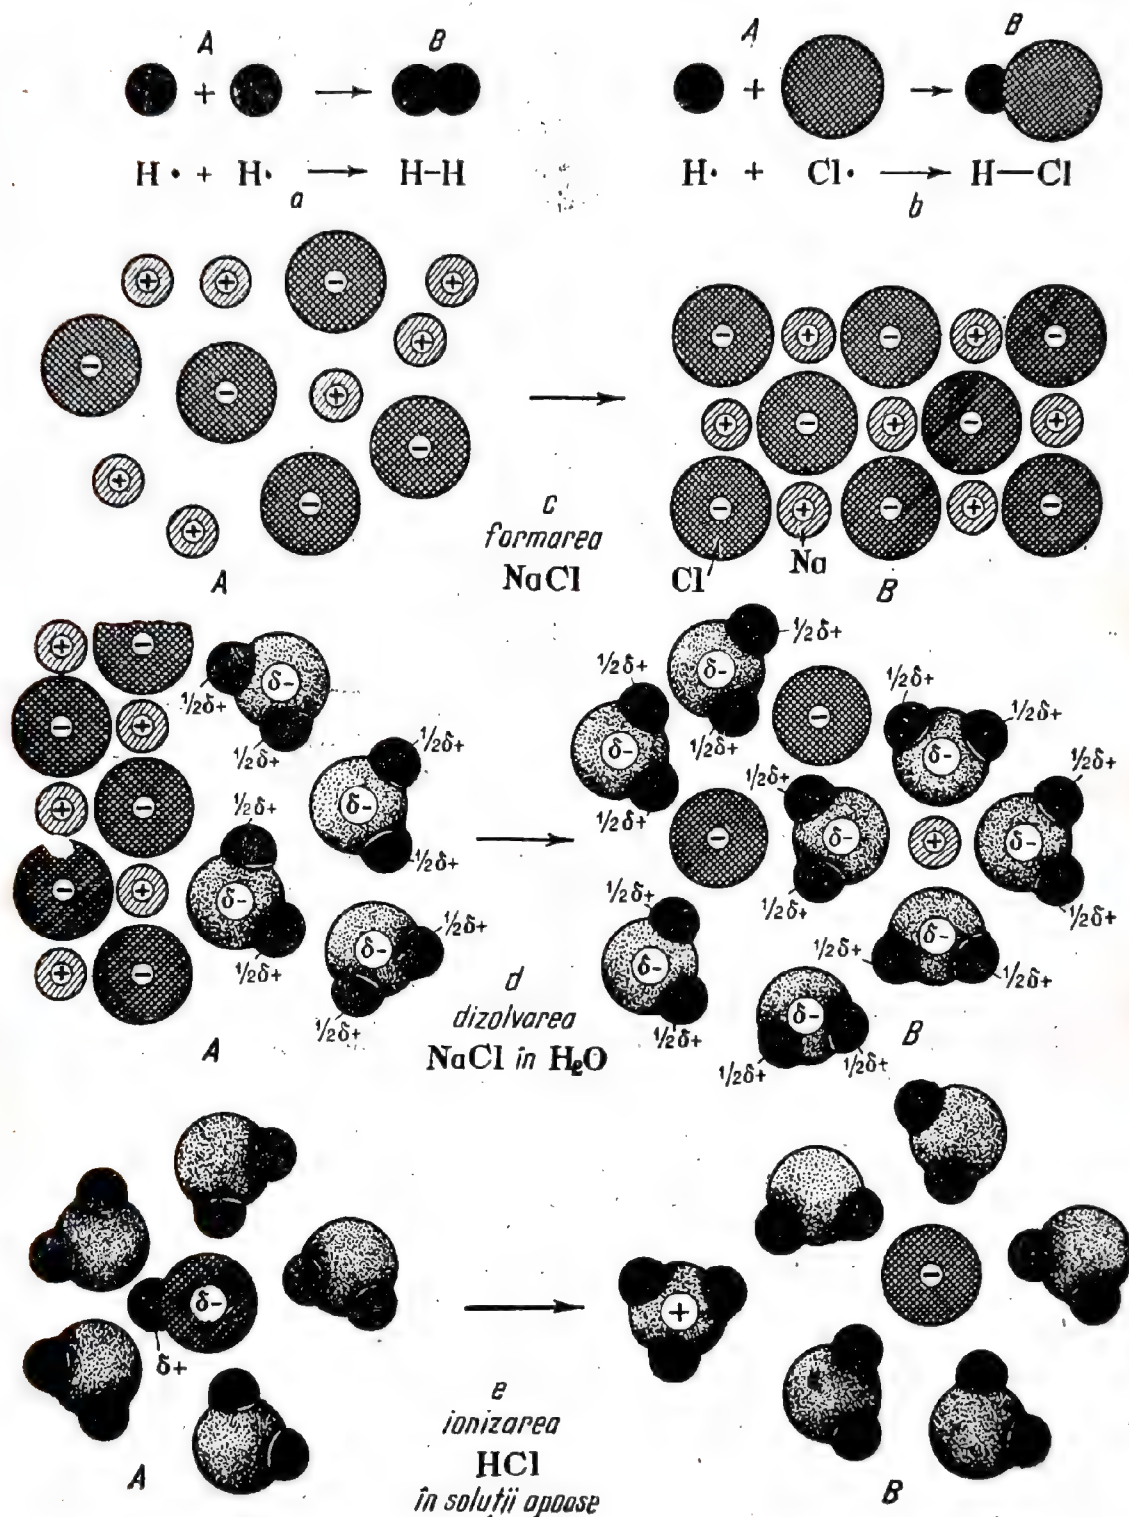 A B
H· + H· → H-H
a
A B
H· + Cl· → H—Cl
b
+ + - +
- - + +
+ - -
+
A
c
formarea
NaCl
- + - + -
+ - + - +
- + - + -
Cl Na
B
+ -
- +
+ -
- +
+ -
δ- ½δ+ ½δ+
δ- ½δ+ ½δ+
δ- ½δ+ ½δ+
δ- ½δ+ ½δ+
A
d
dizolvarea
NaCl în H₂O
δ- ½δ+ ½δ+
δ- ½δ+ ½δ+
-
-
δ- ½δ+ ½δ+
δ- ½δ+ ½δ+
+
δ- ½δ+ ½δ+
δ- ½δ+ ½δ+
δ- ½δ+ ½δ+
δ- ½δ+ ½δ+
B
δ-
δ+
A
e
ionizarea
HCl
în soluții apoase
+
-
B